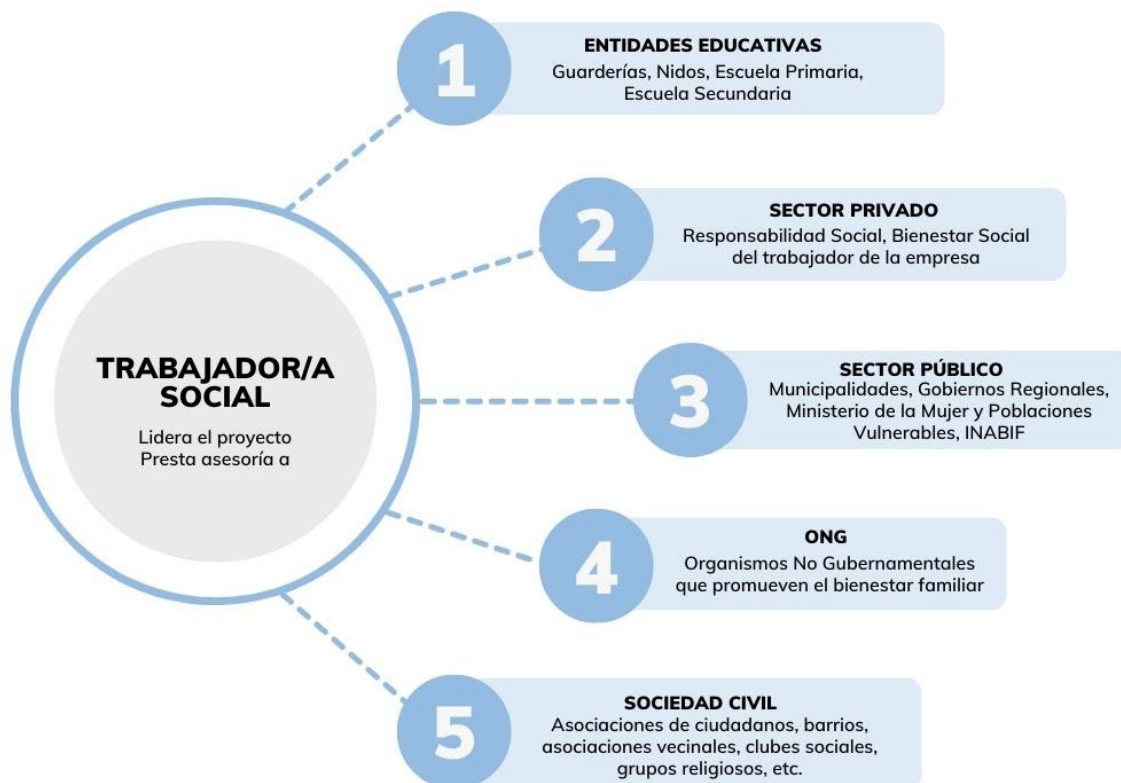 1
ENTIDADES EDUCATIVAS
Guarderías, Nidos, Escuela Primaria,
Escuela Secundaria
2
SECTOR PRIVADO
Responsabilidad Social, Bienestar Social
del trabajador de la empresa
TRABAJADOR/A
SOCIAL
Lidera el proyecto
Presta asesoría a
3
SECTOR PÚBLICO
Municipalidades, Gobiernos Regionales,
Ministerio de la Mujer y Poblaciones
Vulnerables, INABIF
4
ONG
Organismos No Gubernamentales
que promueven el bienestar familiar
5
SOCIEDAD CIVIL
Asociaciones de ciudadanos, barrios,
asociaciones vecinales, clubes sociales,
grupos religiosos, etc.